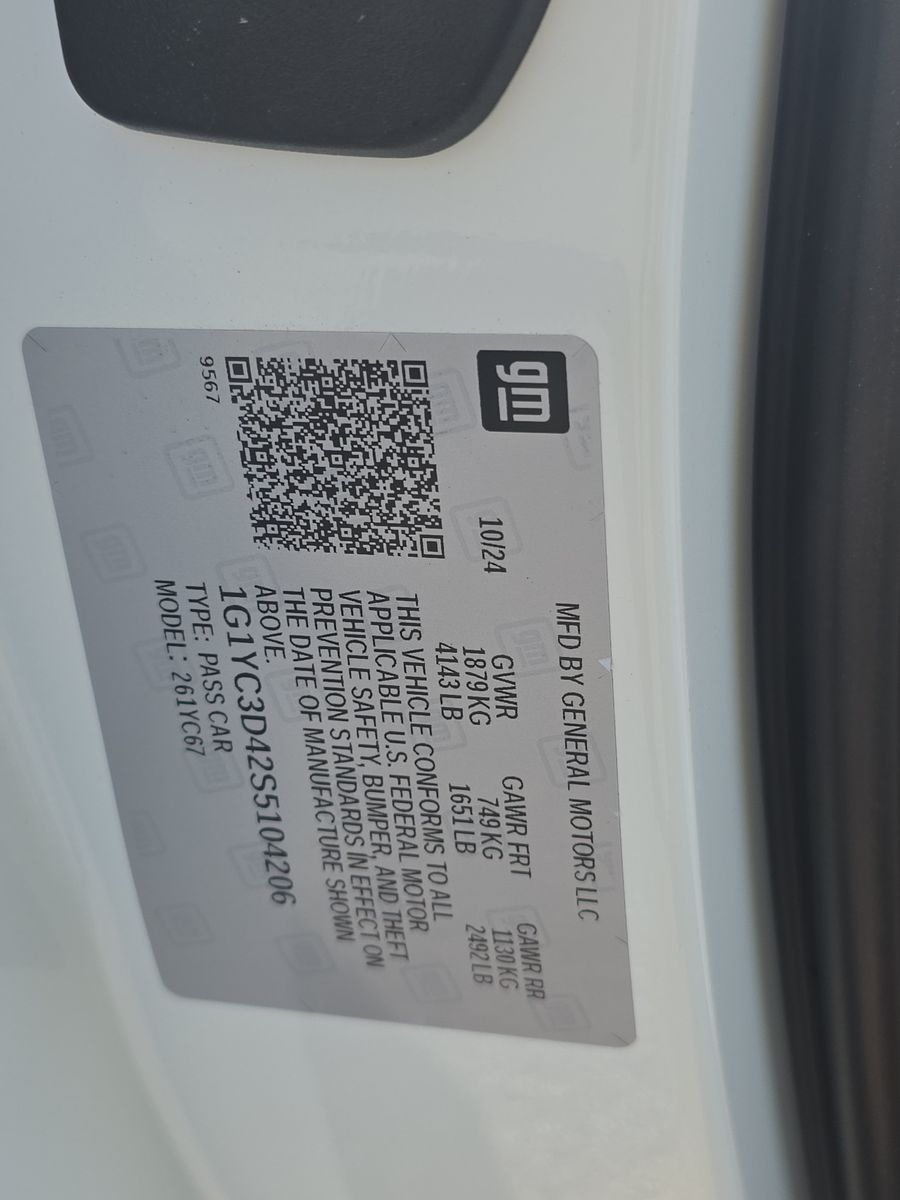 gm
MFD BY GENERAL MOTORS LLC
10/24
GVWR GAWR FRT GAWR RR
1879 KG 749 KG 1130 KG
4143 LB 1651 LB 2492 LB
THIS VEHICLE CONFORMS TO ALL
APPLICABLE U.S. FEDERAL MOTOR
VEHICLE SAFETY, BUMPER, AND THEFT
PREVENTION STANDARDS IN EFFECT ON
THE DATE OF MANUFACTURE SHOWN
ABOVE.
1G1YC3D42S5104206
TYPE: PASS CAR
MODEL: 261YC67
9567